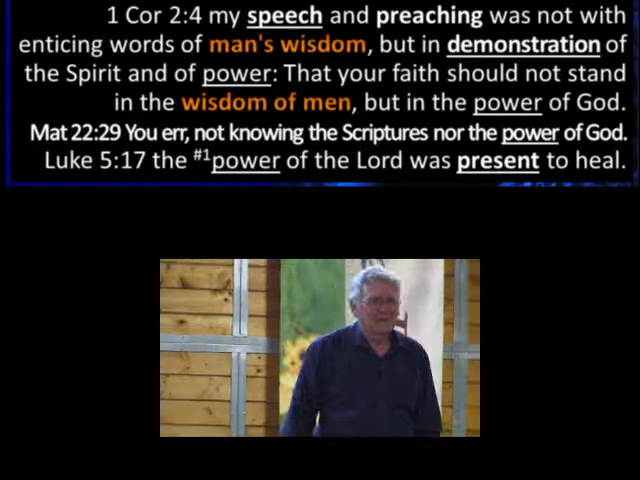 1 Cor 2:4 my speech and preaching was not with
enticing words of man's wisdom, but in demonstration of
the Spirit and of power: That your faith should not stand
in the wisdom of men, but in the power of God.
Mat 22:29 You err, not knowing the Scriptures nor the power of God.
Luke 5:17 the #1power of the Lord was present to heal.